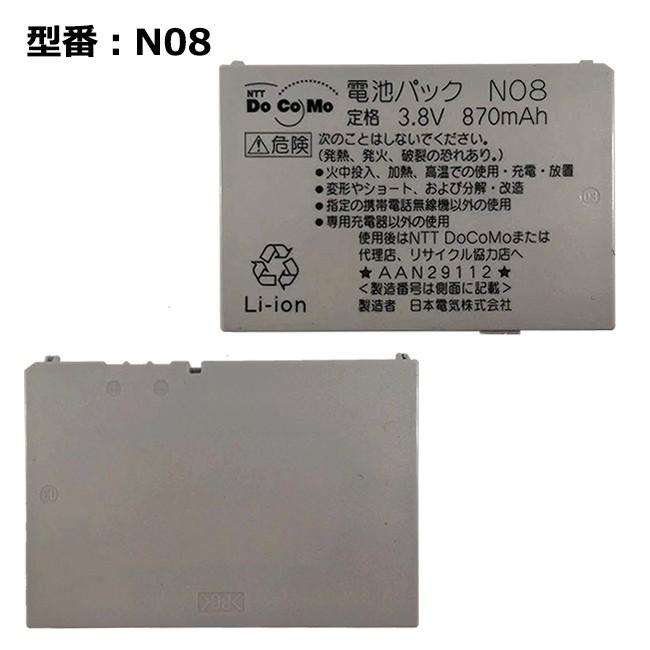 型番：N08
NTT
DoCoMo
電池パック N08
定格 3.8V 870mAh
⚠危険
次のことはしないでください。
(発熱、発火、破裂の恐れあり。)
●火中投入、加熱、高温での使用・充電・放置
●変形やショート、および分解・改造
●指定の携帯電話無線機以外の使用
●専用充電器以外の使用
使用後はNTT DoCoMoまたは
代理店、リサイクル協力店へ
★AAN29112★
<製造番号は側面に記載>
製造者 日本電気株式会社
Li-ion
+ −
>PC<